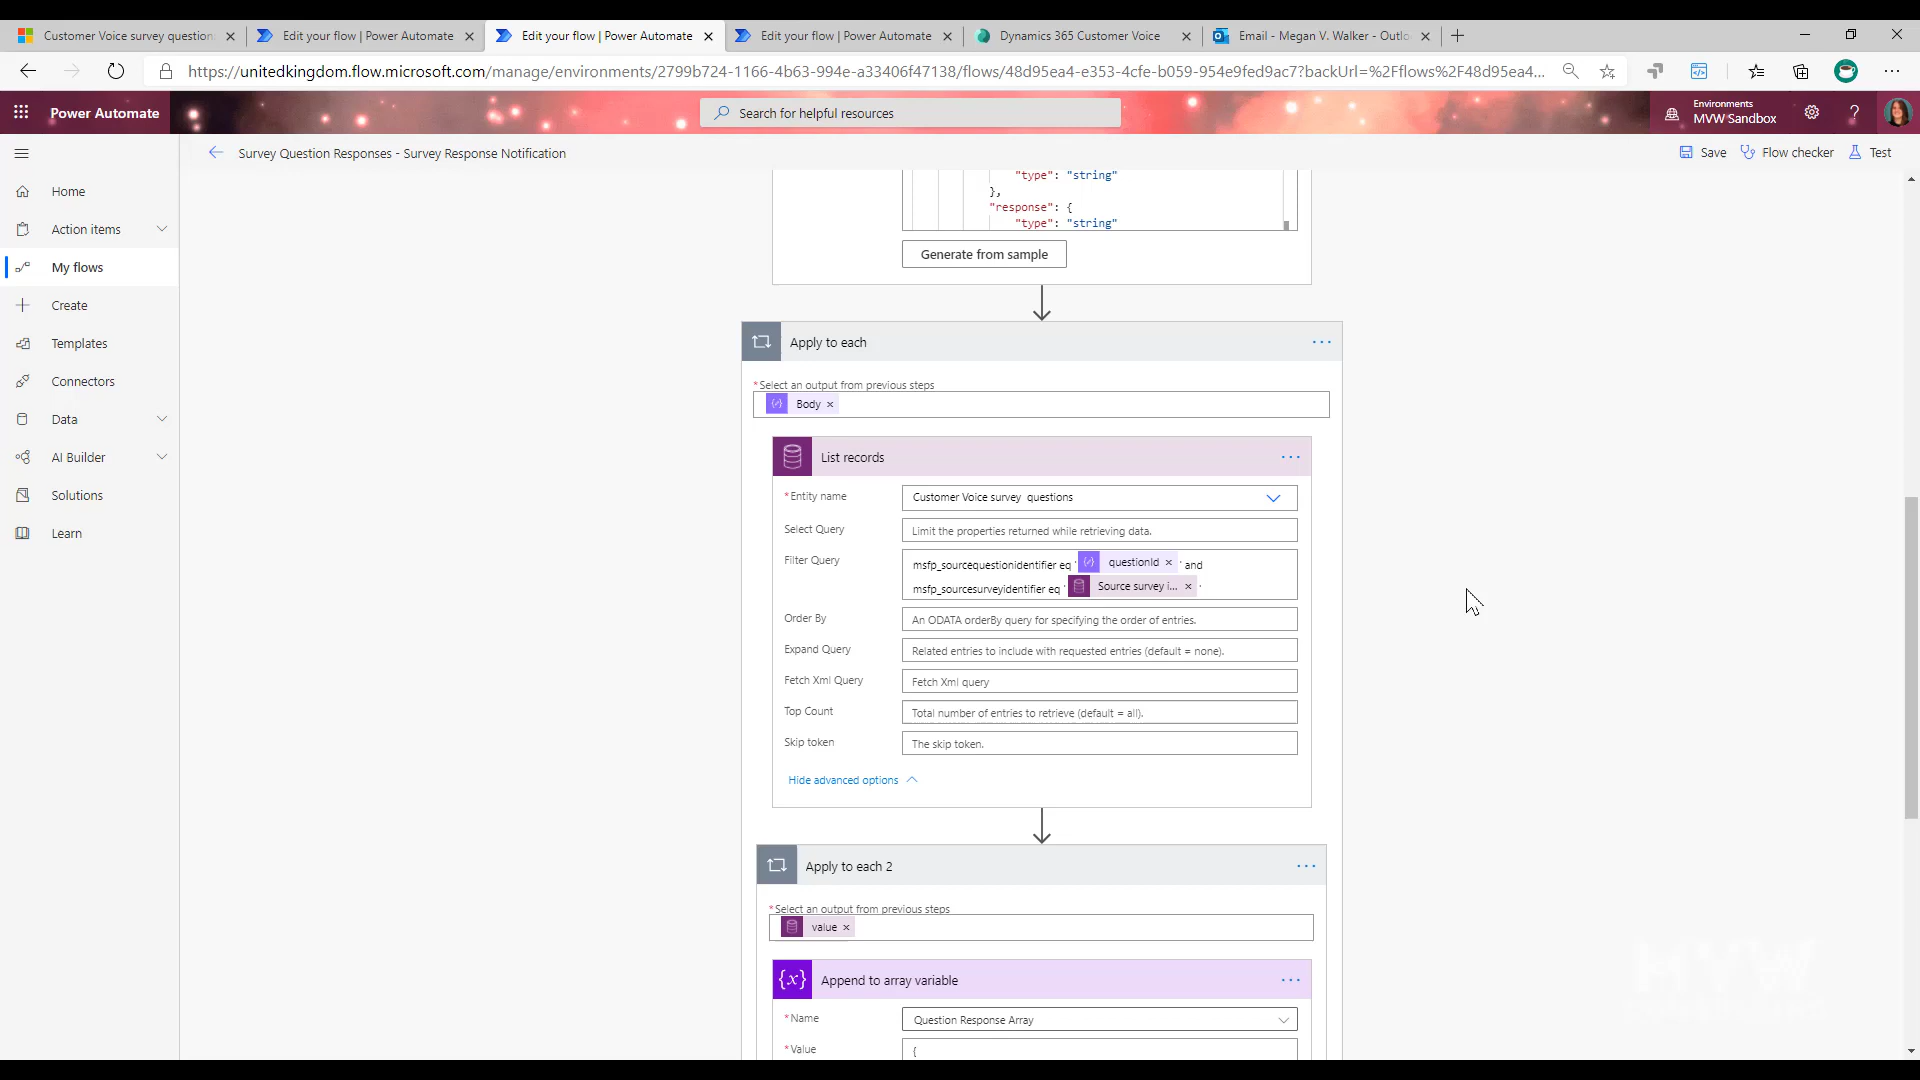 Customer Voice survey question
Edit your flow | Power Automate
Edit your flow | Power Automate
Edit your flow | Power Automate
Dynamics 365 Customer Voice
Email - Megan V. Walker - Outlo
https://unitedkingdom.flow.microsoft.com/manage/environments/2799b724-1166-4b63-994e-a33406f47138/flows/48d95ea4-e353-4cfe-b059-954e9fed9ac7?backUrl=%2Fflows%2F48d95ea4...
Power Automate
Search for helpful resources
Environments
MVW Sandbox
?
Survey Question Responses - Survey Response Notification
Save
Flow checker
Test
Home
Action items
My flows
Create
Templates
Connectors
Data
AI Builder
Solutions
Learn
"type": "string"
},
"response": {
"type": "string"
Generate from sample
Apply to each
*Select an output from previous steps
Body
List records
*Entity name
Customer Voice survey questions
Select Query
Limit the properties returned while retrieving data.
Filter Query
msfp_sourcequestionidentifier eq ' questionId ' and
msfp_sourcesurveyidentifier eq ' Source survey i... '
Order By
An ODATA orderBy query for specifying the order of entries.
Expand Query
Related entries to include with requested entries (default = none).
Fetch Xml Query
Fetch Xml query
Top Count
Total number of entries to retrieve (default = all).
Skip token
The skip token.
Hide advanced options
Apply to each 2
*Select an output from previous steps
value
{x} Append to array variable
*Name
Question Response Array
*Value
{